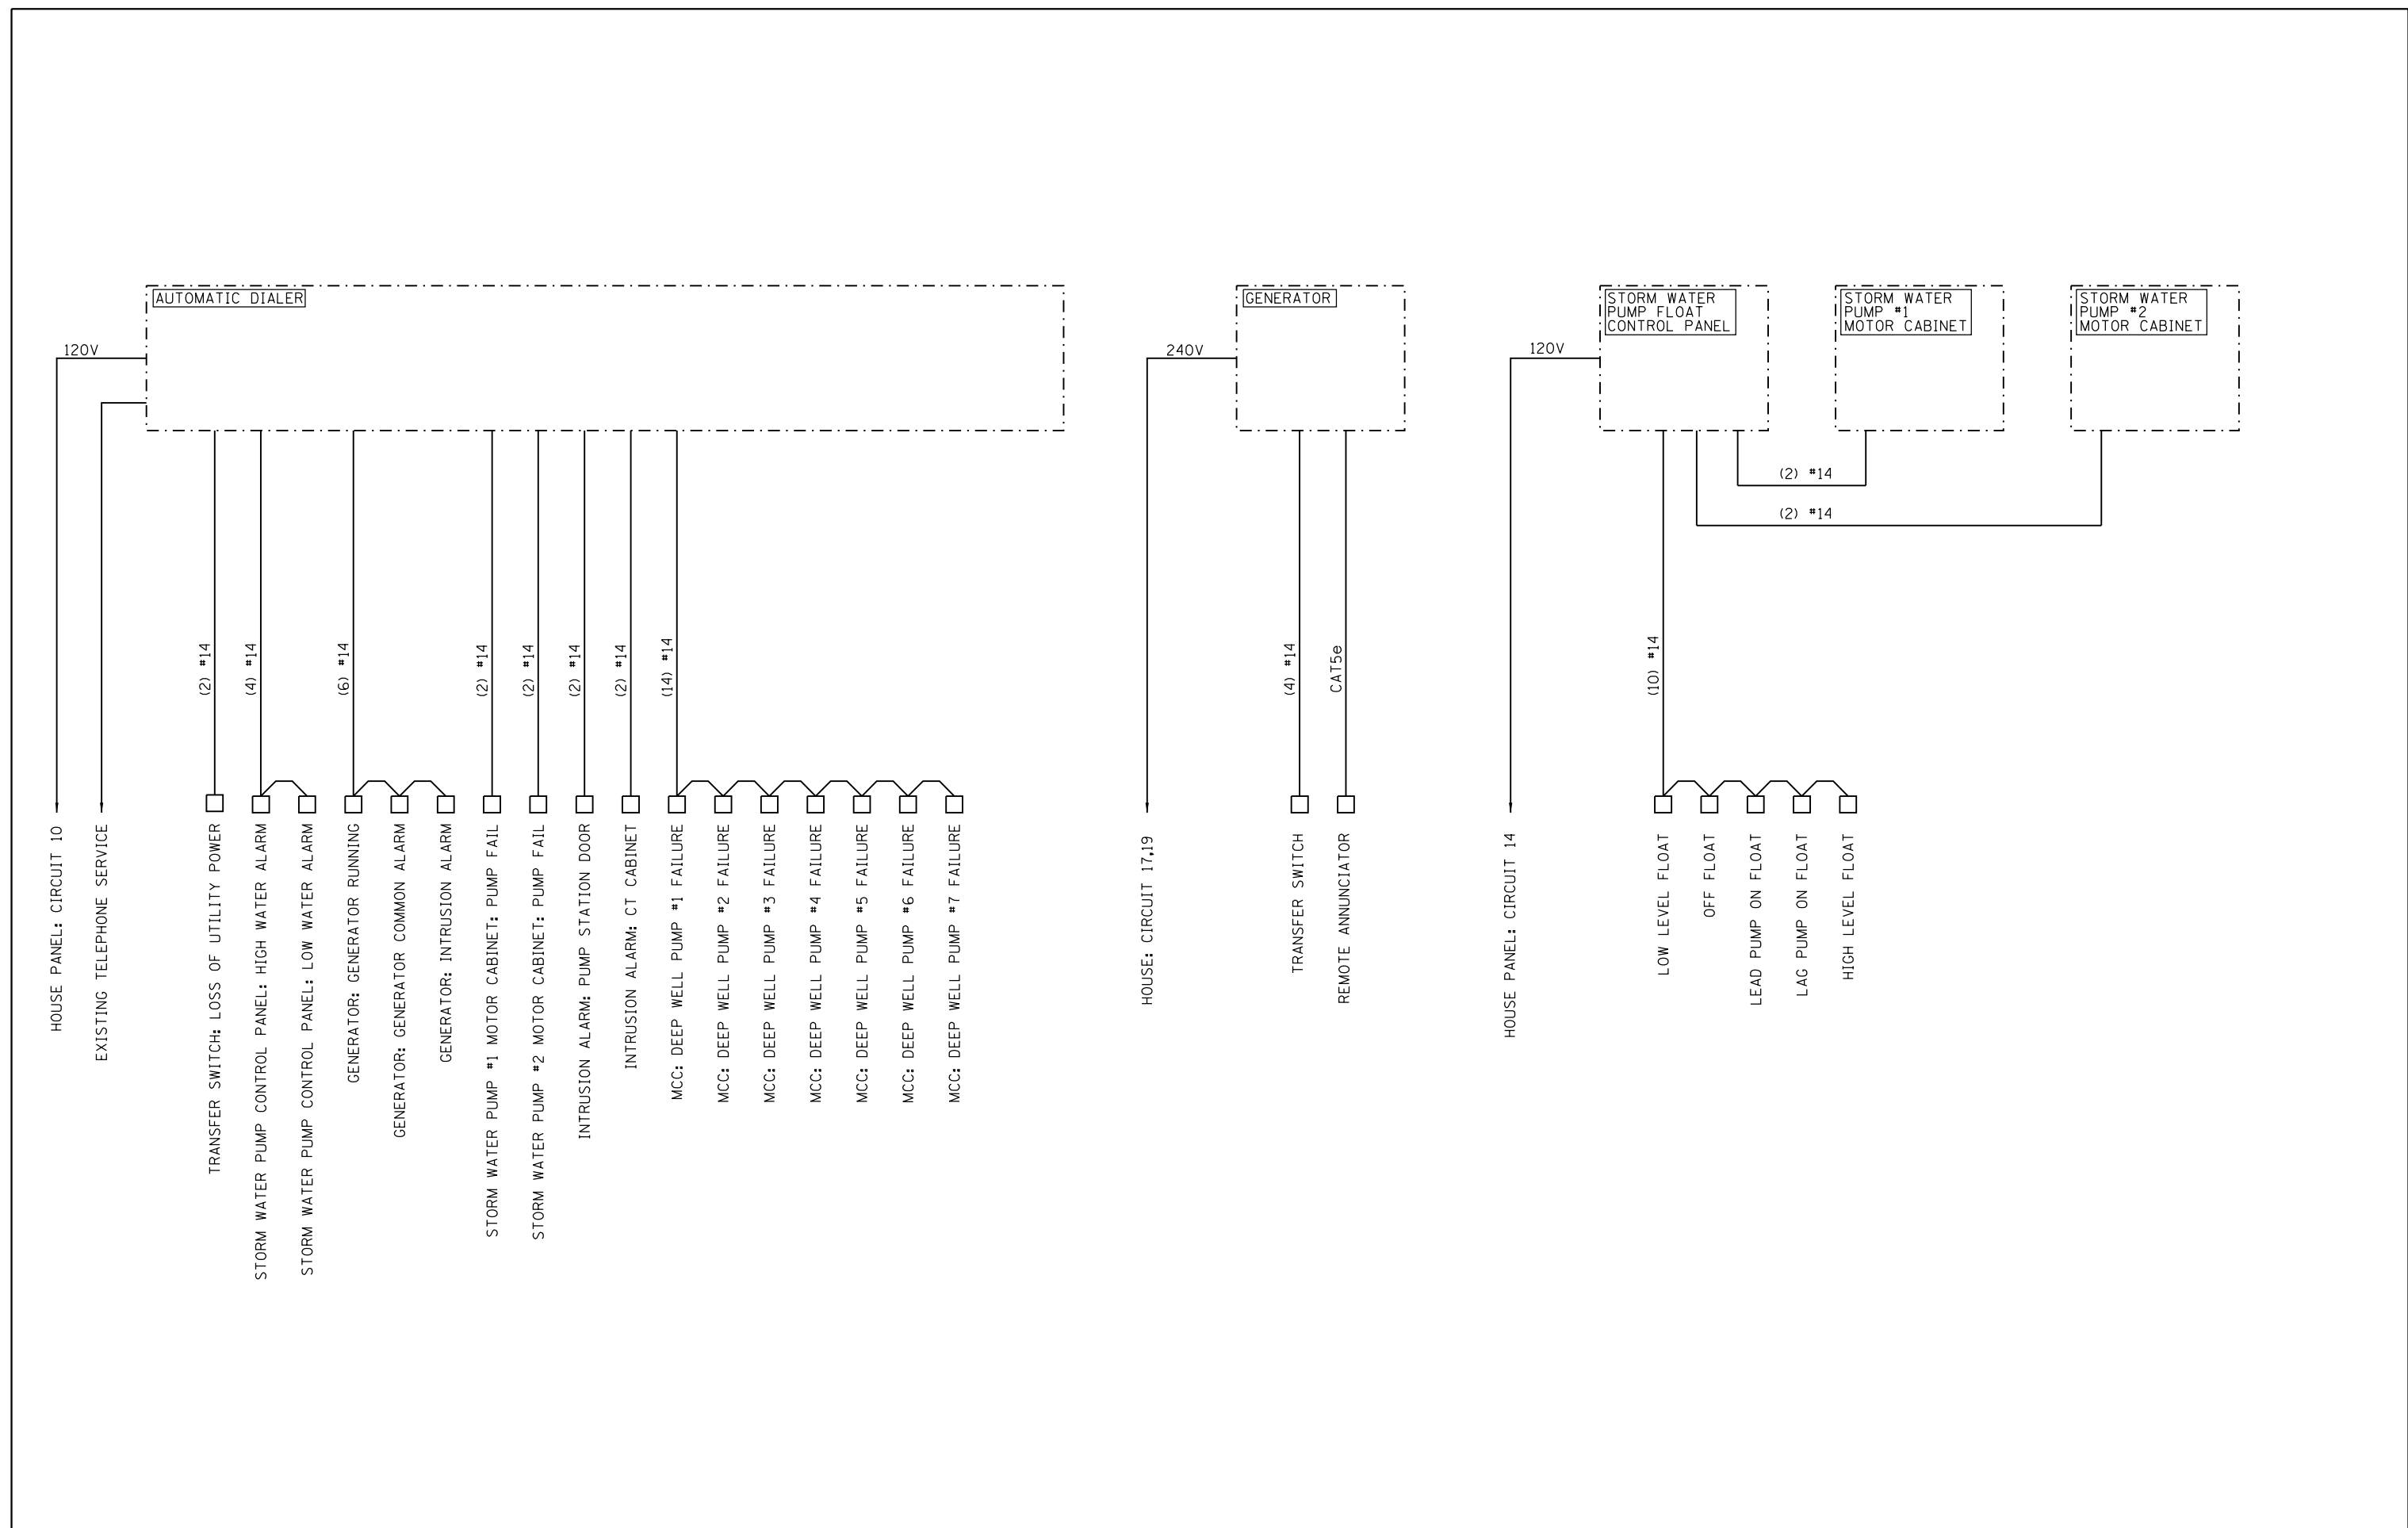 AUTOMATIC DIALER
120V
(2) #14
(4) #14
(6) #14
(2) #14
(2) #14
(2) #14
(2) #14
(14) #14
HOUSE PANEL: CIRCUIT 10
EXISTING TELEPHONE SERVICE
TRANSFER SWITCH: LOSS OF UTILITY POWER
STORM WATER PUMP CONTROL PANEL: HIGH WATER ALARM
STORM WATER PUMP CONTROL PANEL: LOW WATER ALARM
GENERATOR: GENERATOR RUNNING
GENERATOR: GENERATOR COMMON ALARM
GENERATOR: INTRUSION ALARM
STORM WATER PUMP #1 MOTOR CABINET: PUMP FAIL
STORM WATER PUMP #2 MOTOR CABINET: PUMP FAIL
INTRUSION ALARM: PUMP STATION DOOR
INTRUSION ALARM: CT CABINET
MCC: DEEP WELL PUMP #1 FAILURE
MCC: DEEP WELL PUMP #2 FAILURE
MCC: DEEP WELL PUMP #3 FAILURE
MCC: DEEP WELL PUMP #4 FAILURE
MCC: DEEP WELL PUMP #5 FAILURE
MCC: DEEP WELL PUMP #6 FAILURE
MCC: DEEP WELL PUMP #7 FAILURE
GENERATOR
240V
(4) #14
CAT5e
HOUSE: CIRCUIT 17,19
TRANSFER SWITCH
REMOTE ANNUNCIATOR
STORM WATER
PUMP FLOAT
CONTROL PANEL
STORM WATER
PUMP #1
MOTOR CABINET
STORM WATER
PUMP #2
MOTOR CABINET
120V
(2) #14
(2) #14
(10) #14
HOUSE PANEL: CIRCUIT 14
LOW LEVEL FLOAT
OFF FLOAT
LEAD PUMP ON FLOAT
LAG PUMP ON FLOAT
HIGH LEVEL FLOAT